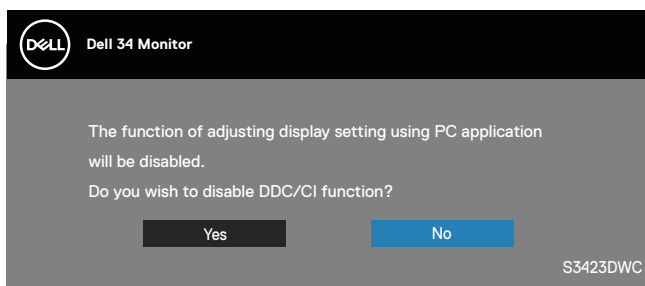 DELL
Dell 34 Monitor
The function of adjusting display setting using PC application
will be disabled.
Do you wish to disable DDC/CI function?
Yes
No
S3423DWC